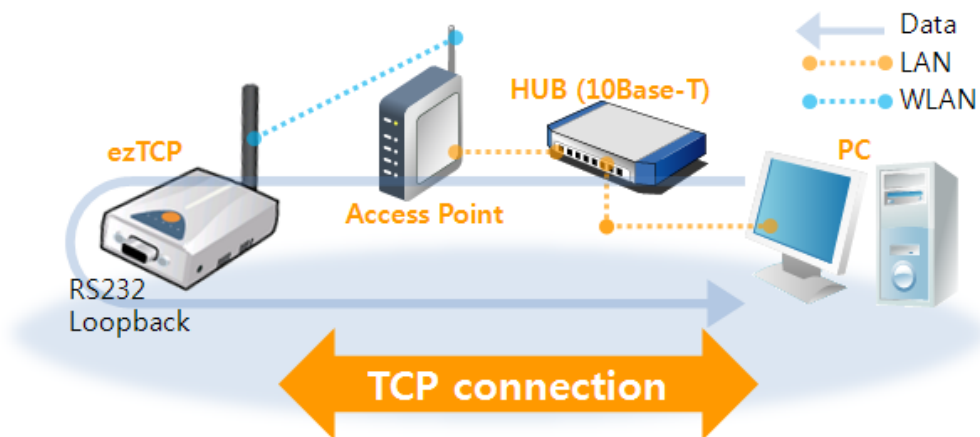 Data
LAN
WLAN
HUB (10Base-T)
ezTCP
PC
Access Point
RS232
Loopback
TCP connection